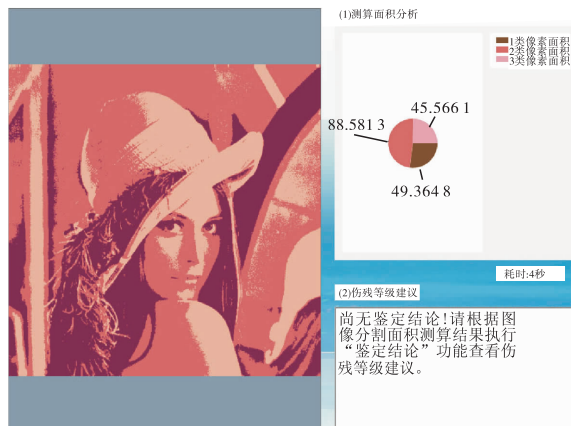 (1)测算面积分析
1类像素面积
2类像素面积
3类像素面积
45.566 1
88.581 3
49.364 8
耗时:4秒
(2)伤残等级建议
尚无鉴定结论!请根据图
像分割面积测算结果执行
“鉴定结论”功能查看伤
残等级建议。